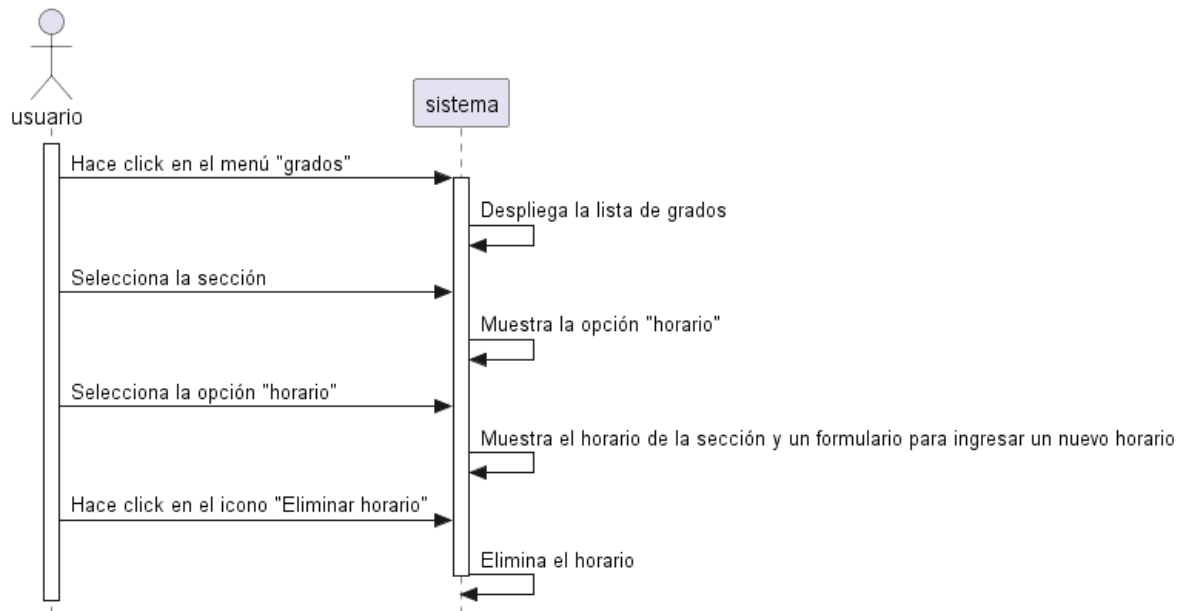 usuario
sistema
Hace click en el menú "grados"
Despliega la lista de grados
Selecciona la sección
Muestra la opción "horario"
Selecciona la opción "horario"
Muestra el horario de la sección y un formulario para ingresar un nuevo horario
Hace click en el icono "Eliminar horario"
Elimina el horario